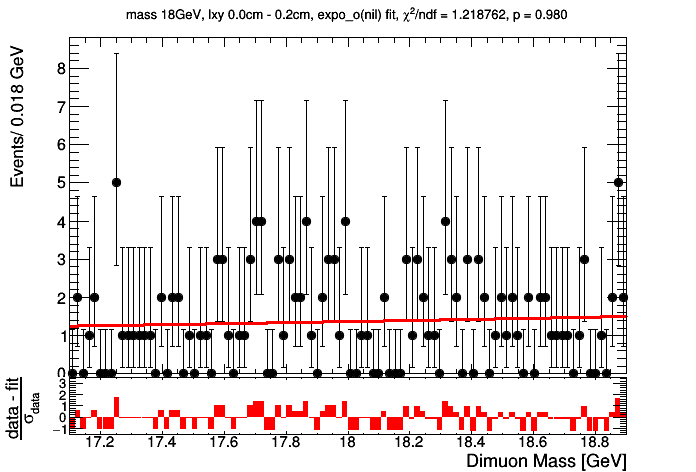 mass 18GeV, lxy 0.0cm - 0.2cm, expo_o(nil) fit, χ²/ndf = 1.218762, p = 0.980
Events/ 0.018 GeV
8
7
6
5
4
3
2
1
0
data - fit
σdata
3
2
1
0
−1
17.2 17.4 17.6 17.8 18 18.2 18.4 18.6 18.8
Dimuon Mass [GeV]